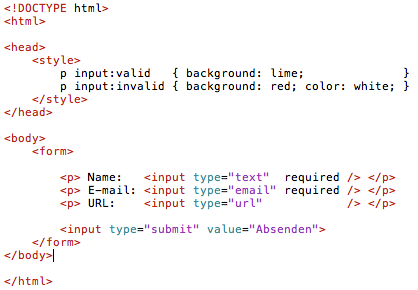 <!DOCTYPE html>
<html>
<head>
<style>
p input:valid   { background: lime;              }
p input:invalid { background: red; color: white; }
</style>
</head>
<body>
<form>
<p> Name:   <input type="text"  required /> </p>
<p> E-mail: <input type="email" required /> </p>
<p> URL:    <input type="url"            /> </p>
<input type="submit" value="Absenden">
</form>
</body>
</html>